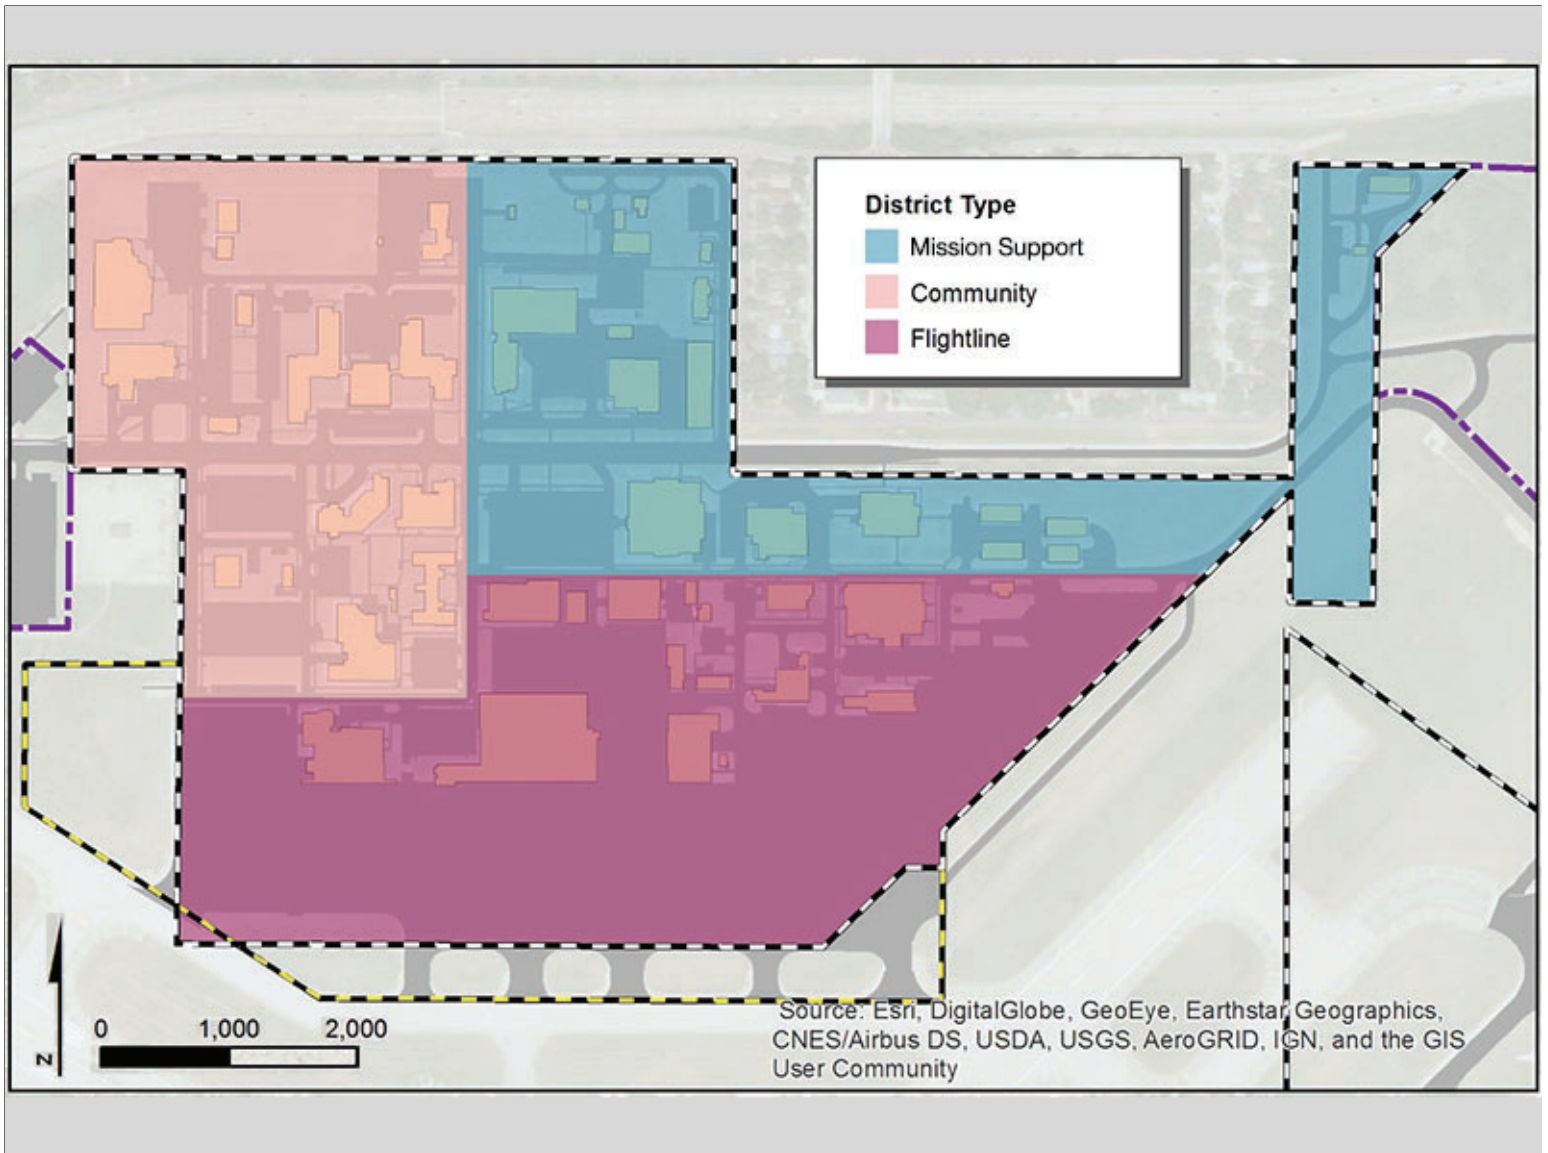 District Type
Mission Support
Community
Flightline
0 1,000 2,000
Z
Source: Esri, DigitalGlobe, GeoEye, Earthstar Geographics,
CNES/Airbus DS, USDA, USGS, AeroGRID, IGN, and the GIS
User Community